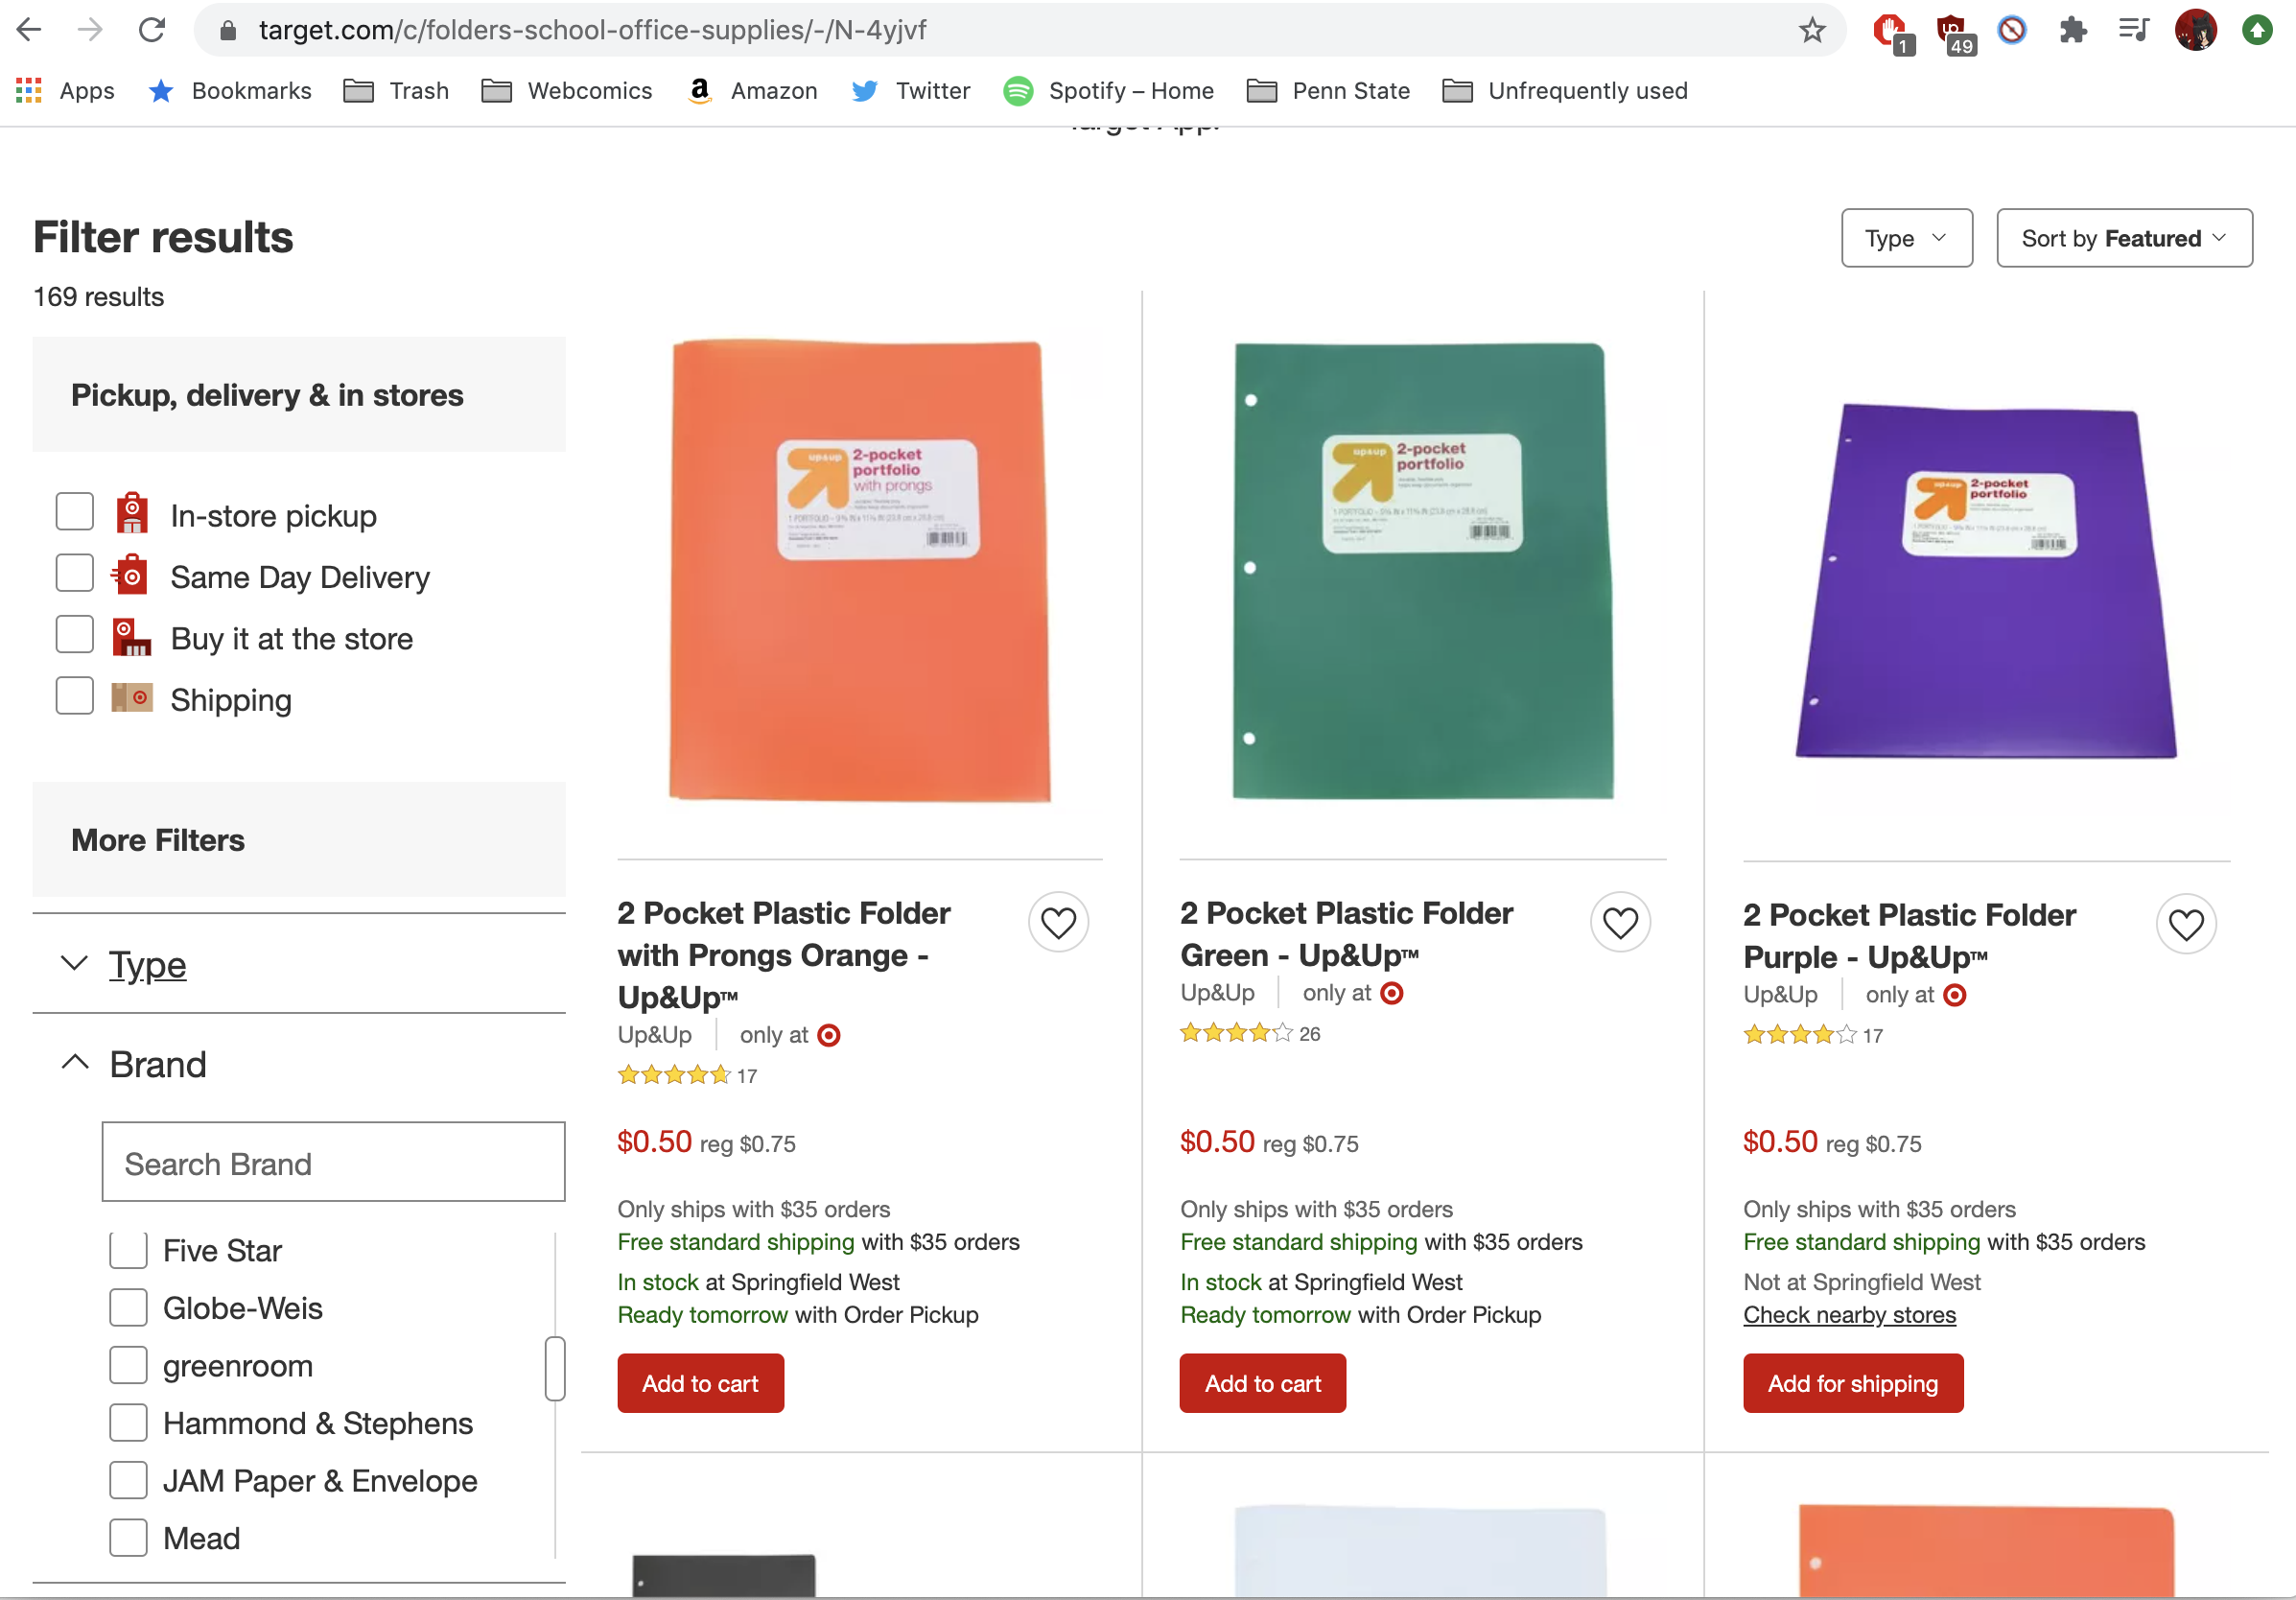 target.com/c/folders-school-office-supplies/-/N-4yjvf
1
49
Apps
Bookmarks
Trash
Webcomics
Amazon
Twitter
Spotify – Home
Penn State
Unfrequently used
Target App.
Filter results
169 results
Type
Sort by Featured
Pickup, delivery & in stores
In-store pickup
Same Day Delivery
Buy it at the store
Shipping
More Filters
Type
Brand
Search Brand
Five Star
Globe-Weis
greenroom
Hammond & Stephens
JAM Paper & Envelope
Mead
up&up
2-pocket
portfolio
with prongs
2 Pocket Plastic Folder
with Prongs Orange -
Up&Up™
Up&Up
only at
17
$0.50 reg $0.75
Only ships with $35 orders
Free standard shipping with $35 orders
In stock at Springfield West
Ready tomorrow with Order Pickup
Add to cart
up&up
2-pocket
portfolio
2 Pocket Plastic Folder
Green - Up&Up™
Up&Up
only at
26
$0.50 reg $0.75
Only ships with $35 orders
Free standard shipping with $35 orders
In stock at Springfield West
Ready tomorrow with Order Pickup
Add to cart
up&up
2-pocket
portfolio
2 Pocket Plastic Folder
Purple - Up&Up™
Up&Up
only at
17
$0.50 reg $0.75
Only ships with $35 orders
Free standard shipping with $35 orders
Not at Springfield West
Check nearby stores
Add for shipping